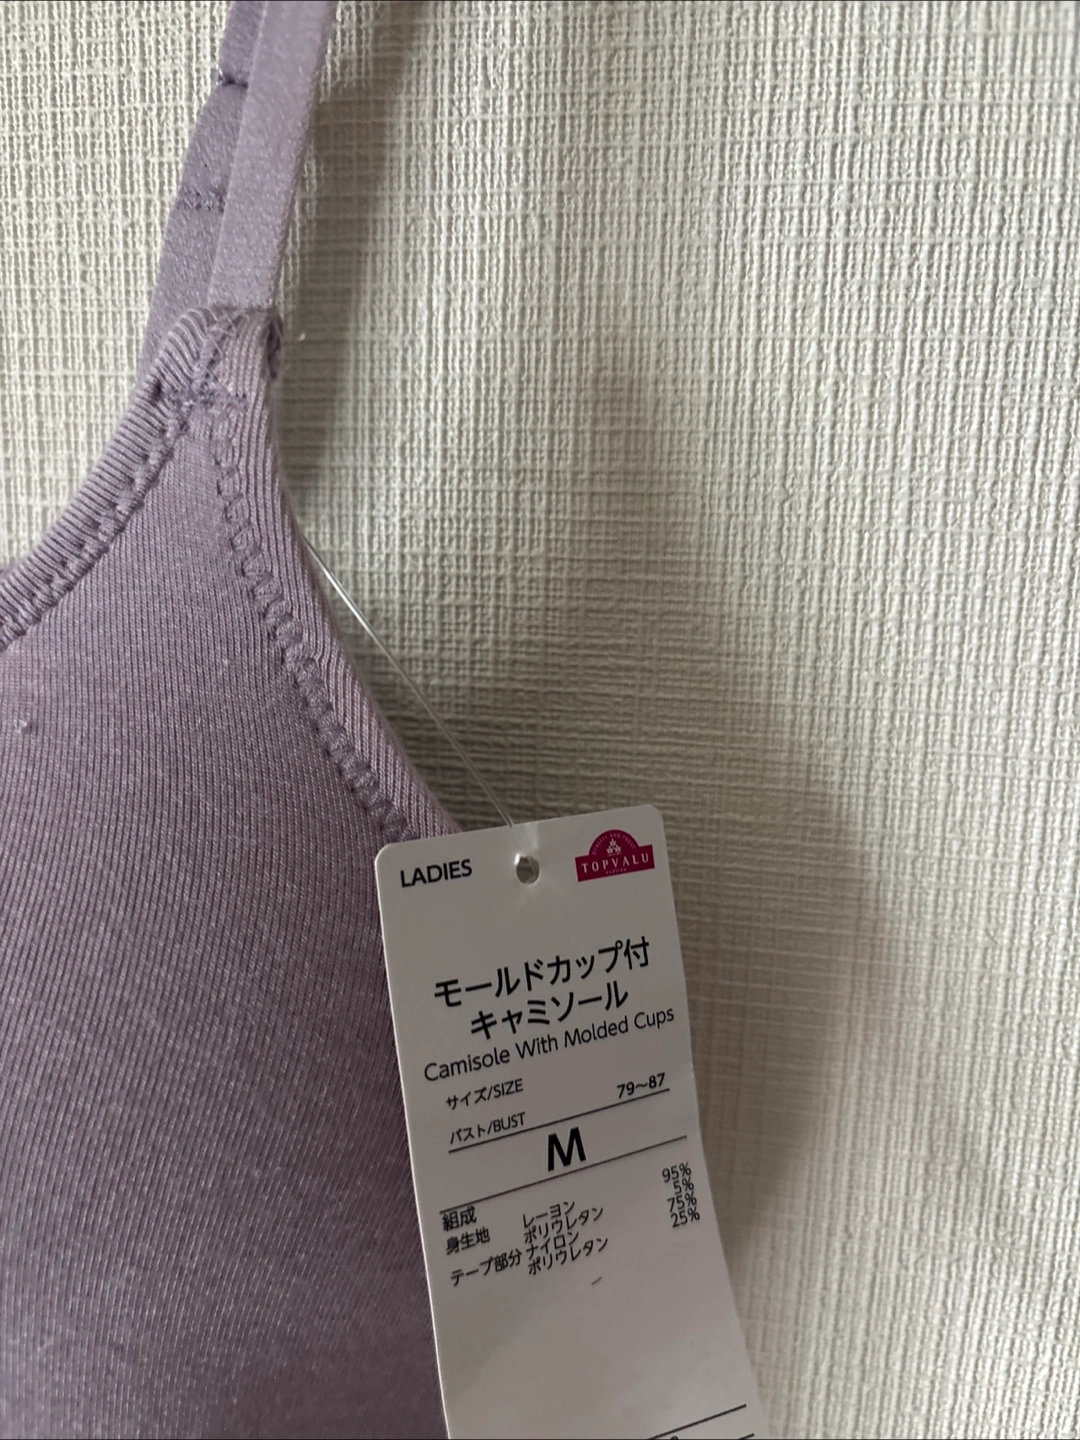 LADIES
TOPVALU
モールドカップ付
キャミソール
Camisole With Molded Cups
サイズ/SIZE
バスト/BUST 79〜87
M
組成
身生地 レーヨン 95%
ポリウレタン 5%
テープ部分 ナイロン 75%
ポリウレタン 25%